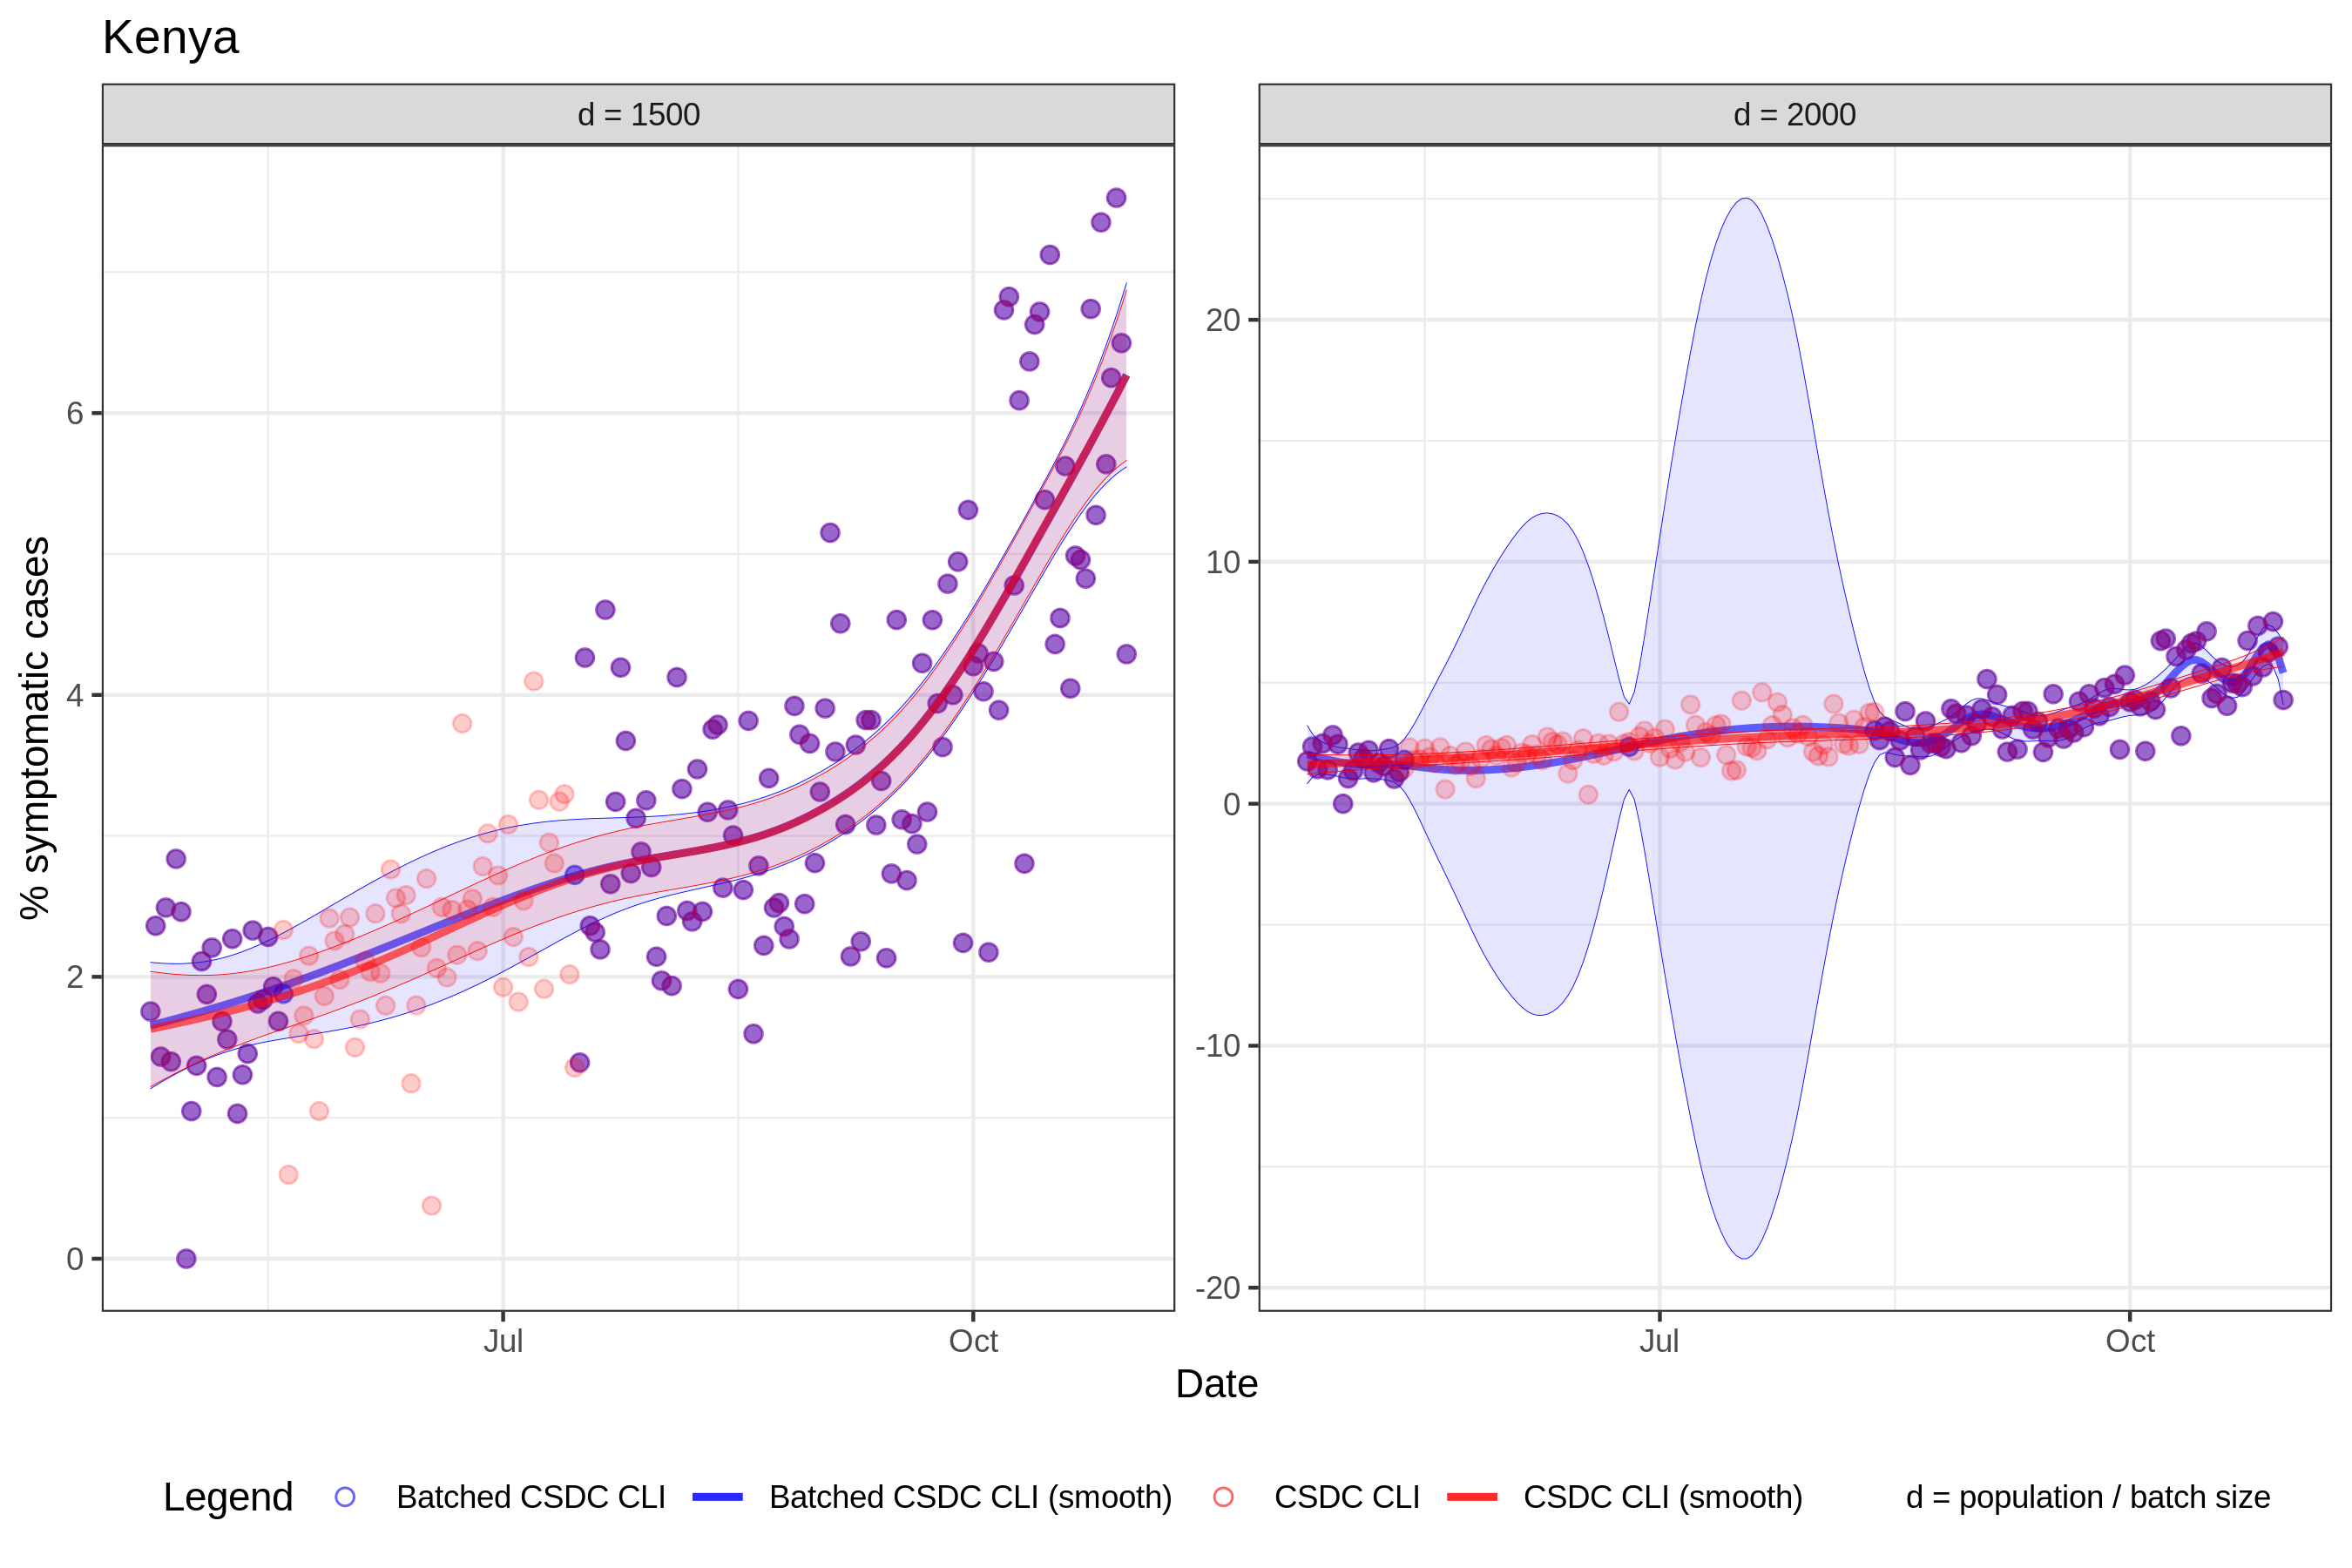 Kenya
d = 1500
d = 2000
% symptomatic cases
6
4
2
0
20
10
0
-10
-20
Jul
Oct
Jul
Oct
Date
Legend
Batched CSDC CLI
Batched CSDC CLI (smooth)
CSDC CLI
CSDC CLI (smooth)
d = population / batch size